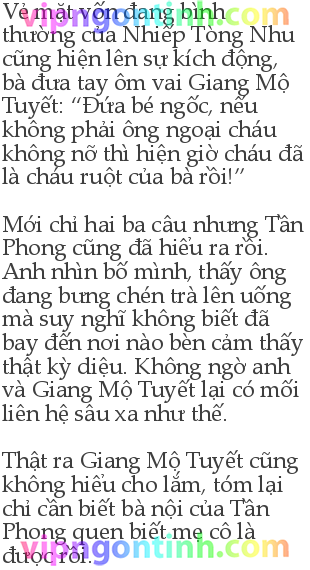 Vẻ mặt vốn đang bình
thường của Nhiếp Tòng Nhu
cũng hiện lên sự kích động,
bà đưa tay ôm vai Giang Mộ
Tuyết: “Đứa bé ngốc, nếu
không phải ông ngoại cháu
không nỡ thì hiện giờ cháu đã
là cháu ruột của bà rồi!”
Mới chỉ hai ba câu nhưng Tần
Phong cũng đã hiểu ra rồi.
Anh nhìn bố mình, thấy ông
đang bưng chén trà lên uống
mà suy nghĩ không biết đã
bay đến nơi nào bèn cảm thấy
thật kỳ diệu. Không ngờ anh
và Giang Mộ Tuyết lại có mối
liên hệ sâu xa như thế.
Thật ra Giang Mộ Tuyết cũng
không hiểu cho lắm, tóm lại
chỉ cần biết bà nội của Tần
Phong quen biết mẹ cô là
được rồi.
vipngontinh.com
vipngontinh.com